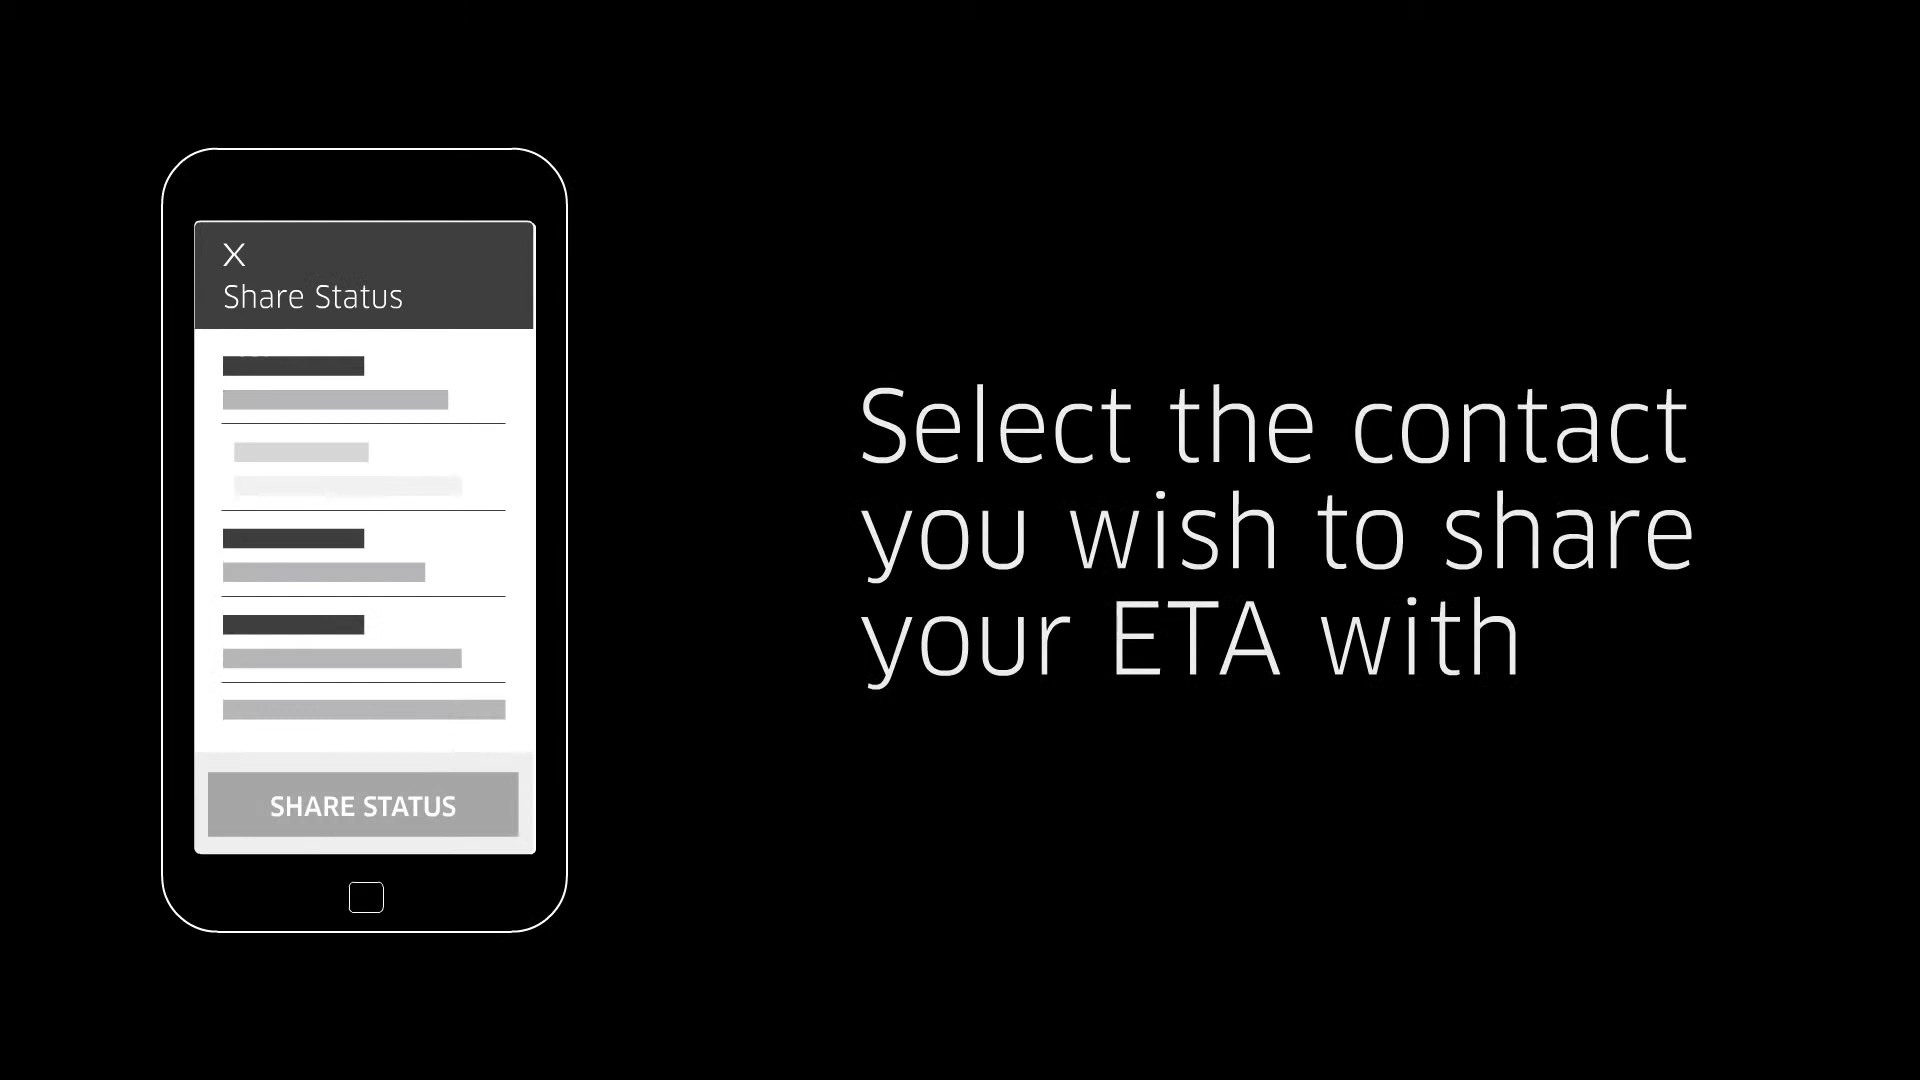 X
Share Status
SHARE STATUS
Select the contact
you wish to share
your ETA with